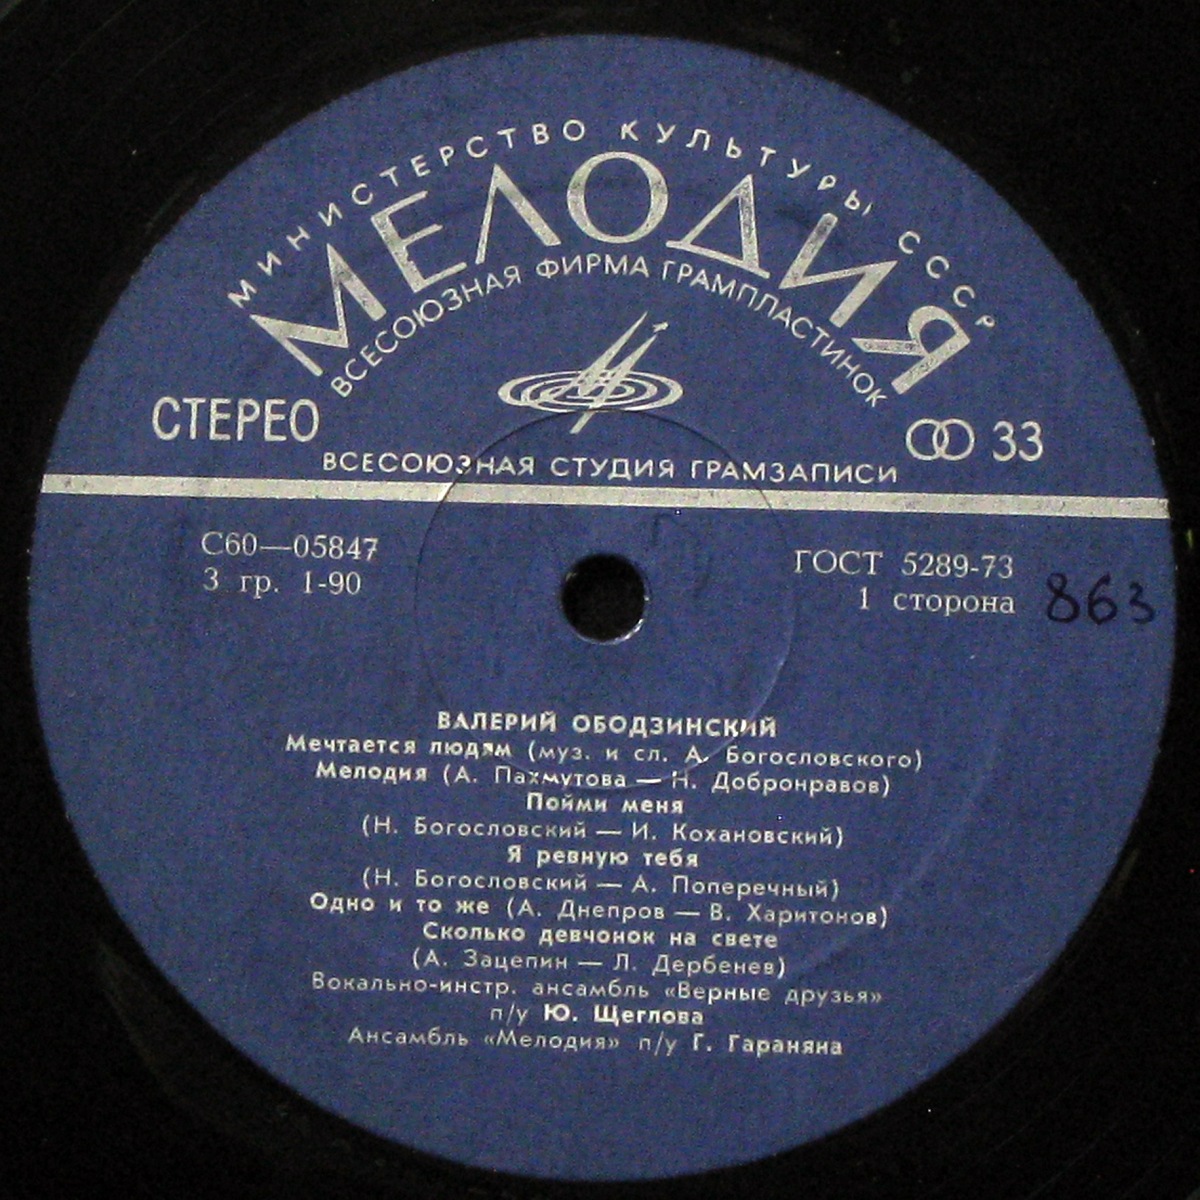 МИНИСТЕРСТВО КУЛЬТУРЫ СССР
МЕЛОДИЯ
ВСЕСОЮЗНАЯ ФИРМА ГРАМПЛАСТИНОК
СТЕРЕО
33
ВСЕСОЮЗНАЯ СТУДИЯ ГРАМЗАПИСИ
С60—05847
3 гр. 1-90
ГОСТ 5289-73
1 сторона
863
ВАЛЕРИЙ ОБОДЗИНСКИЙ
Мечтается людям (муз. и сл. А. Богословского)
Мелодия (А. Пахмутова — Н. Добронравов)
Пойми меня
(Н. Богословский — И. Кохановский)
Я ревную тебя
(Н. Богословский — А. Поперечный)
Одно и то же (А. Днепров — В. Харитонов)
Сколько девчонок на свете
(А. Зацепин — Л. Дербенев)
Вокально-инстр. ансамбль «Верные друзья»
п/у Ю. Щеглова
Ансамбль «Мелодия» п/у Г. Гараняна